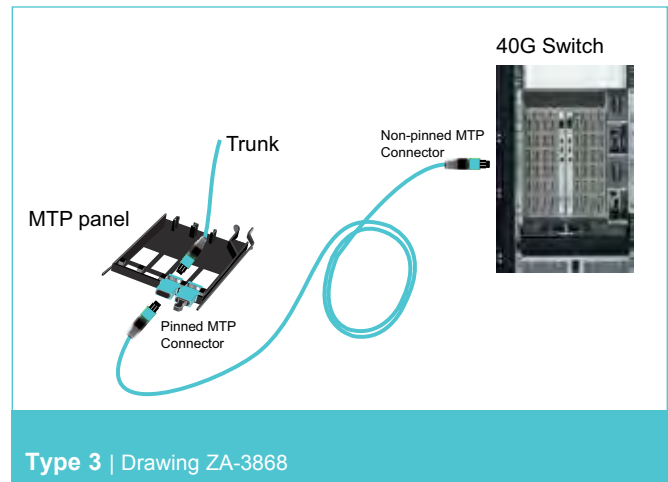 40G Switch
Non-pinned MTP
Connector
Trunk
MTP panel
Pinned MTP
Connector
Type 3 | Drawing ZA-3868